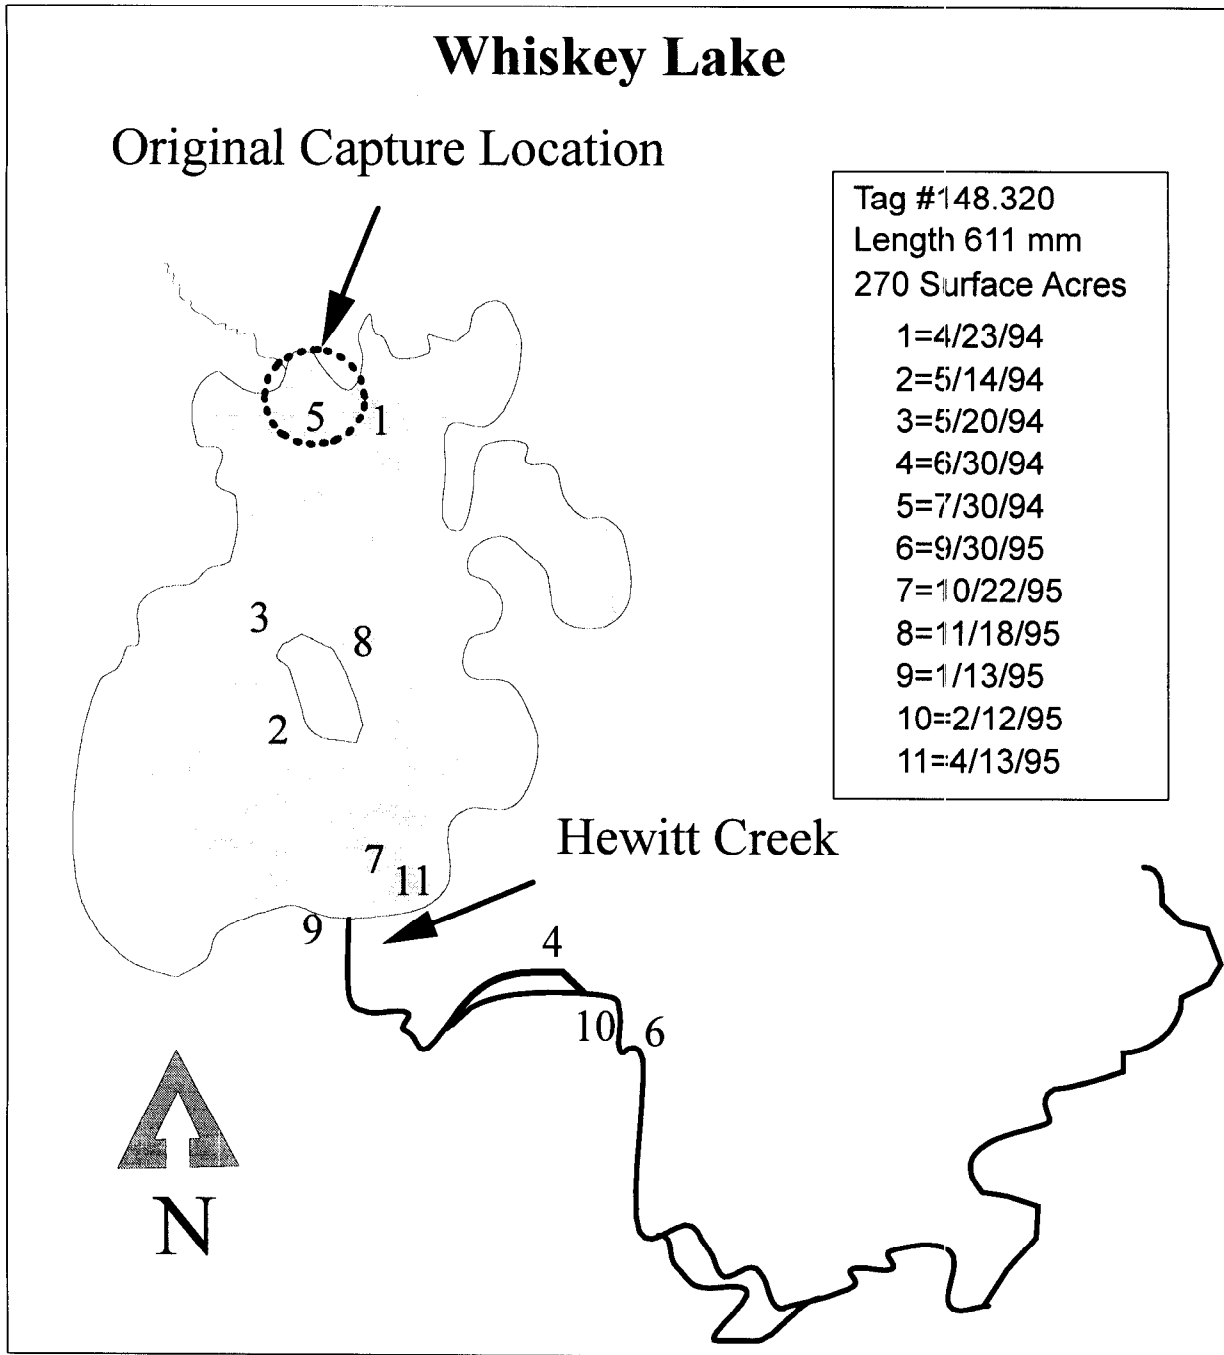 Whiskey Lake
Original Capture Location
Tag #148.320
Length 611 mm
270 Surface Acres
1=4/23/94
2=5/14/94
3=5/20/94
4=6/30/94
5=7/30/94
6=9/30/95
7=10/22/95
8=11/18/95
9=1/13/95
10=2/12/95
11=4/13/95
5 1
3
8
2
Hewitt Creek
7
11
9
4
10 6
N